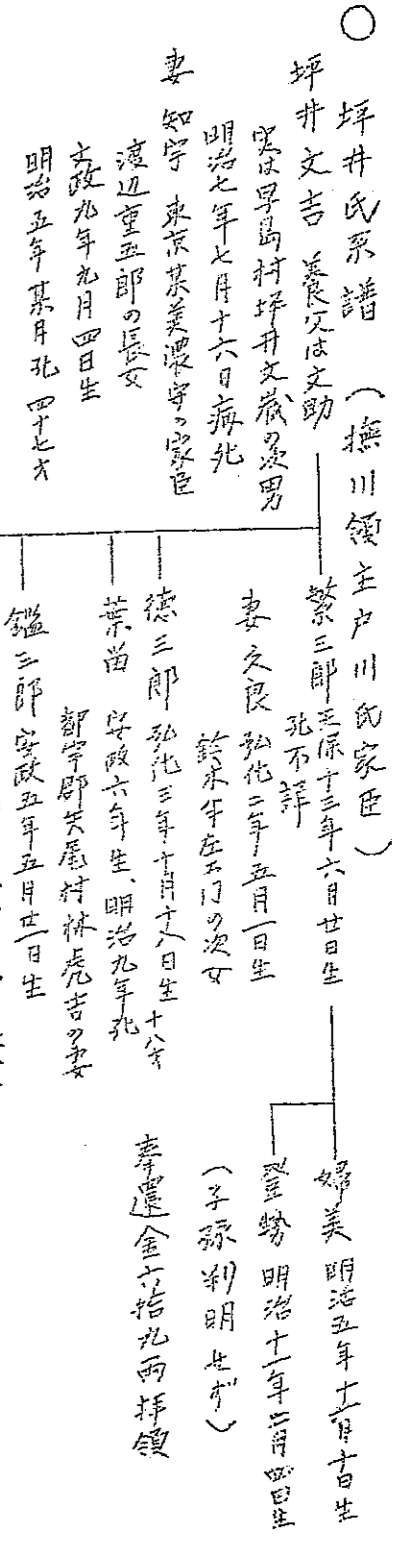 ○ 坪井氏系譜 (撫川領主戸川氏家臣)
坪井文吉 養父は文助
実は早島村坪井文蔵の次男
明治七年七月十六日病死
妻 知宇 東京某美濃守の家臣
渡辺重五郎の長女
文政九年九月四日生
明治五年某月死 四十七才
繁三郎 天保十三年六月廿日生
死不詳
妻 久良 弘化二年五月一日生
鈴木半左エ門の次女
徳三郎 弘化三年十月十八日生 十八才
葉留 安政六年生、明治九年死
都宇郡矢尾村林虎吉の妻
鑑三郎 安政五年五月廿一日生
婦美 明治五年十一月十日生
登勢 明治十一年二月四日生
(子孫判明せず)
奉還金六拾九両拝領